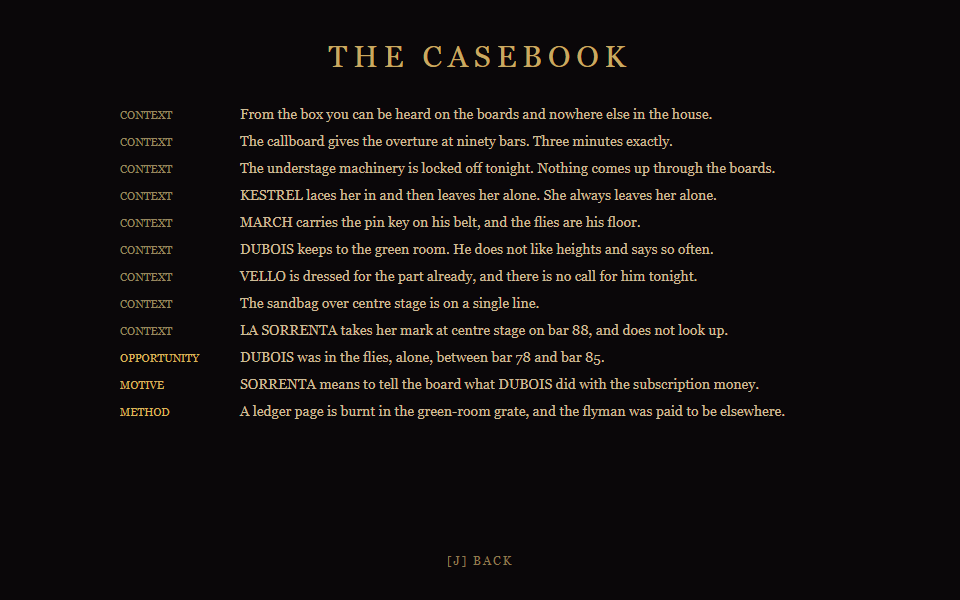 THE CASEBOOK
CONTEXT From the box you can be heard on the boards and nowhere else in the house.
CONTEXT The callboard gives the overture at ninety bars. Three minutes exactly.
CONTEXT The understage machinery is locked off tonight. Nothing comes up through the boards.
CONTEXT KESTREL laces her in and then leaves her alone. She always leaves her alone.
CONTEXT MARCH carries the pin key on his belt, and the flies are his floor.
CONTEXT DUBOIS keeps to the green room. He does not like heights and says so often.
CONTEXT VELLO is dressed for the part already, and there is no call for him tonight.
CONTEXT The sandbag over centre stage is on a single line.
CONTEXT LA SORRENTA takes her mark at centre stage on bar 88, and does not look up.
OPPORTUNITY DUBOIS was in the flies, alone, between bar 78 and bar 85.
MOTIVE SORRENTA means to tell the board what DUBOIS did with the subscription money.
METHOD A ledger page is burnt in the green-room grate, and the flyman was paid to be elsewhere.
[J] BACK